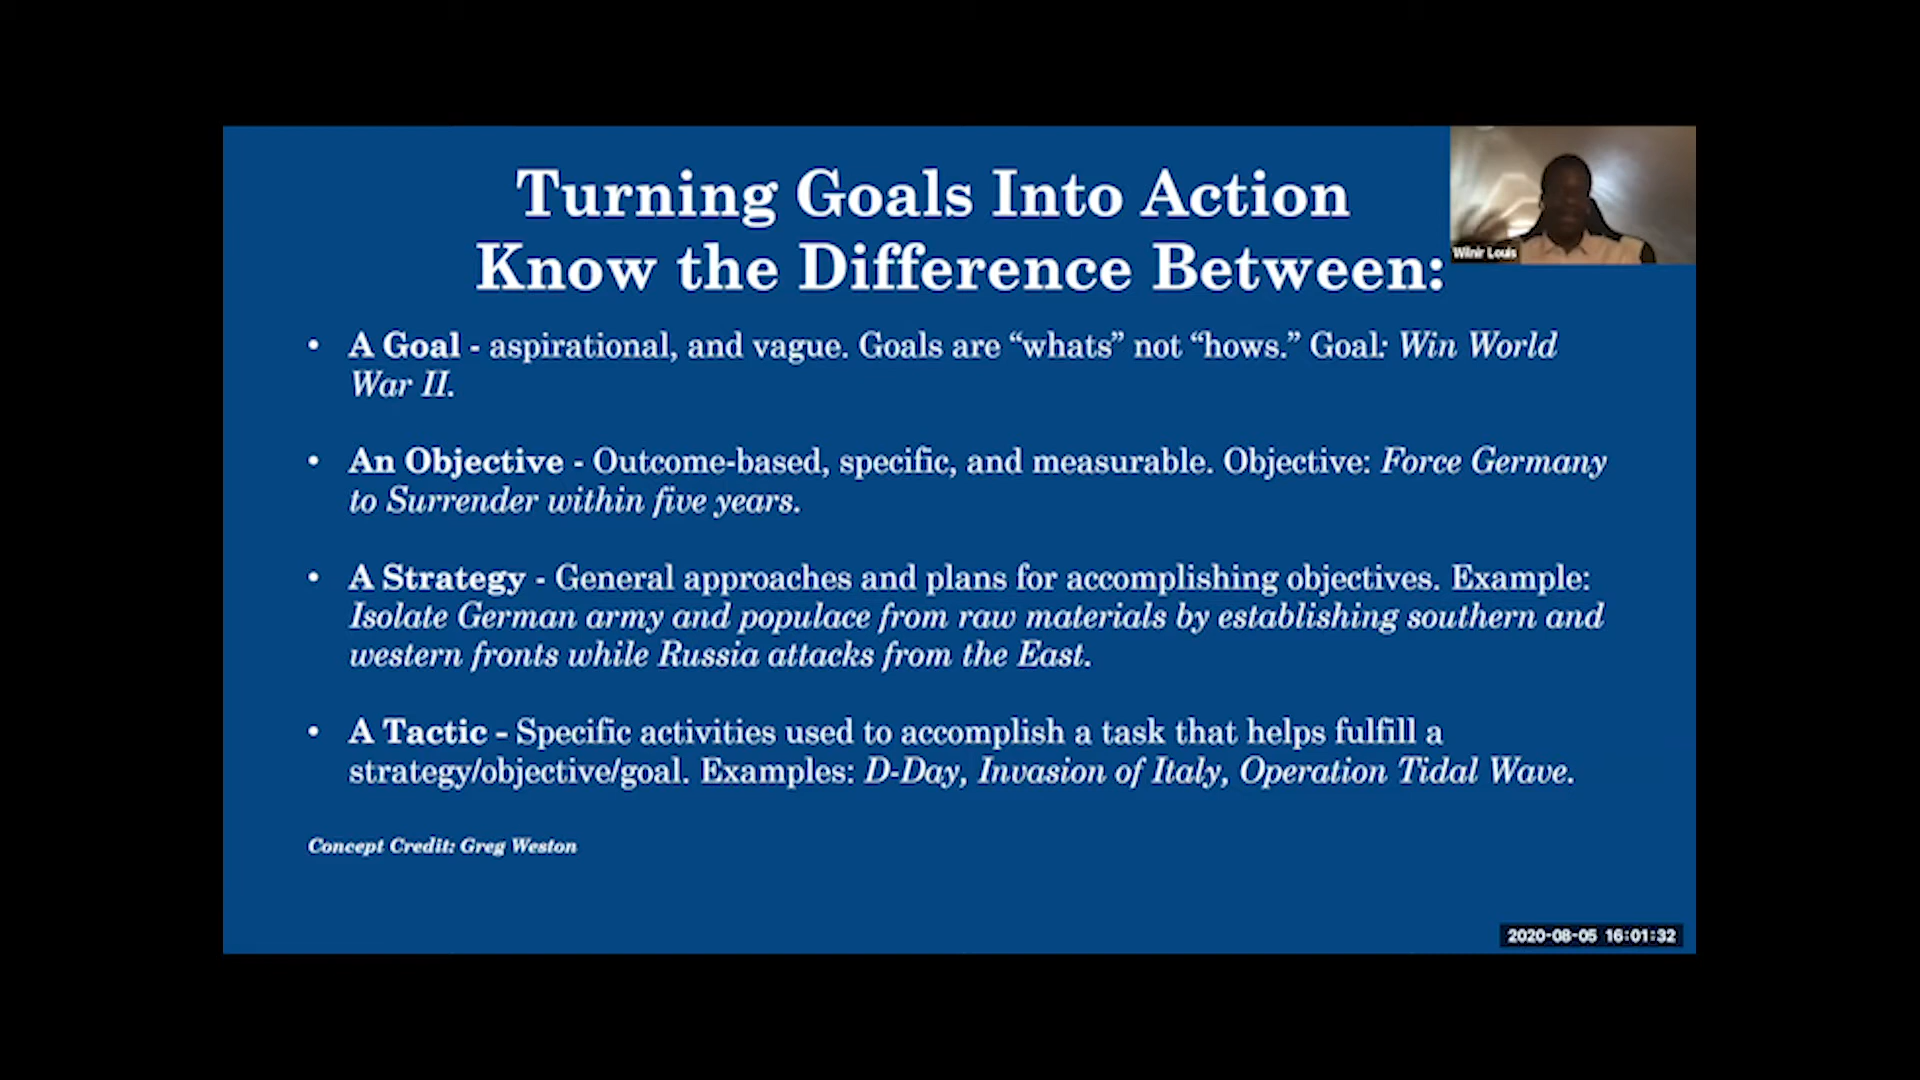 Turning Goals Into Action
Know the Difference Between:
Wilnir Louis
• A Goal - aspirational, and vague. Goals are “whats” not “hows.” Goal: Win World
War II.
• An Objective - Outcome-based, specific, and measurable. Objective: Force Germany
to Surrender within five years.
• A Strategy - General approaches and plans for accomplishing objectives. Example:
Isolate German army and populace from raw materials by establishing southern and
western fronts while Russia attacks from the East.
• A Tactic - Specific activities used to accomplish a task that helps fulfill a
strategy/objective/goal. Examples: D-Day, Invasion of Italy, Operation Tidal Wave.
Concept Credit: Greg Weston
2020-08-05 16:01:32